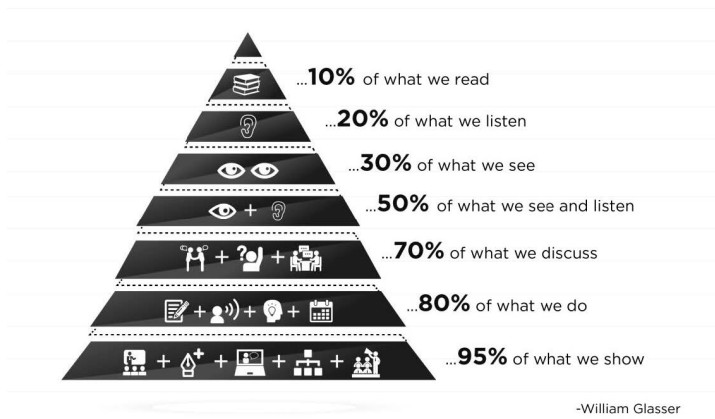 ...10% of what we read
...20% of what we listen
...30% of what we see
...50% of what we see and listen
...70% of what we discuss
...80% of what we do
...95% of what we show
-William Glasser